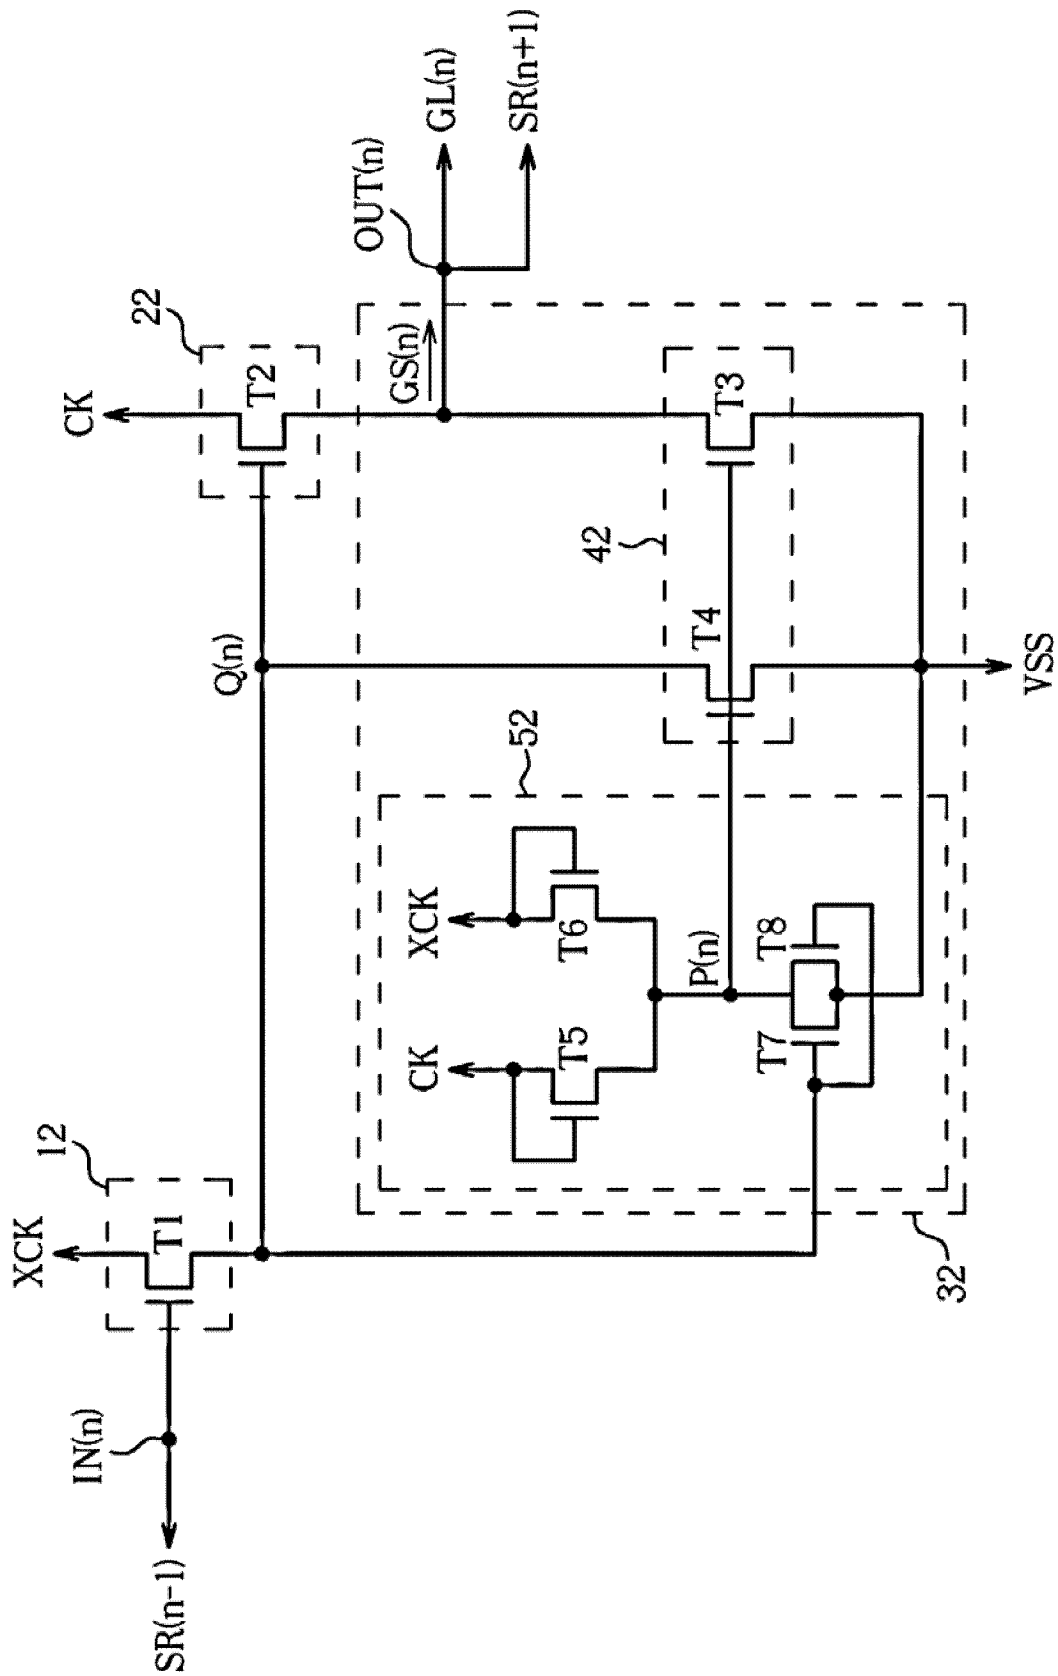 XCK
12
T1
IN(n)
SR(n-1)
Q(n)
CK
22
T2
OUT(n)
GL(n)
SR(n+1)
GS(n)
52
CK
XCK
T5
T6
P(n)
T7
T8
42
T4
T3
32
VSS